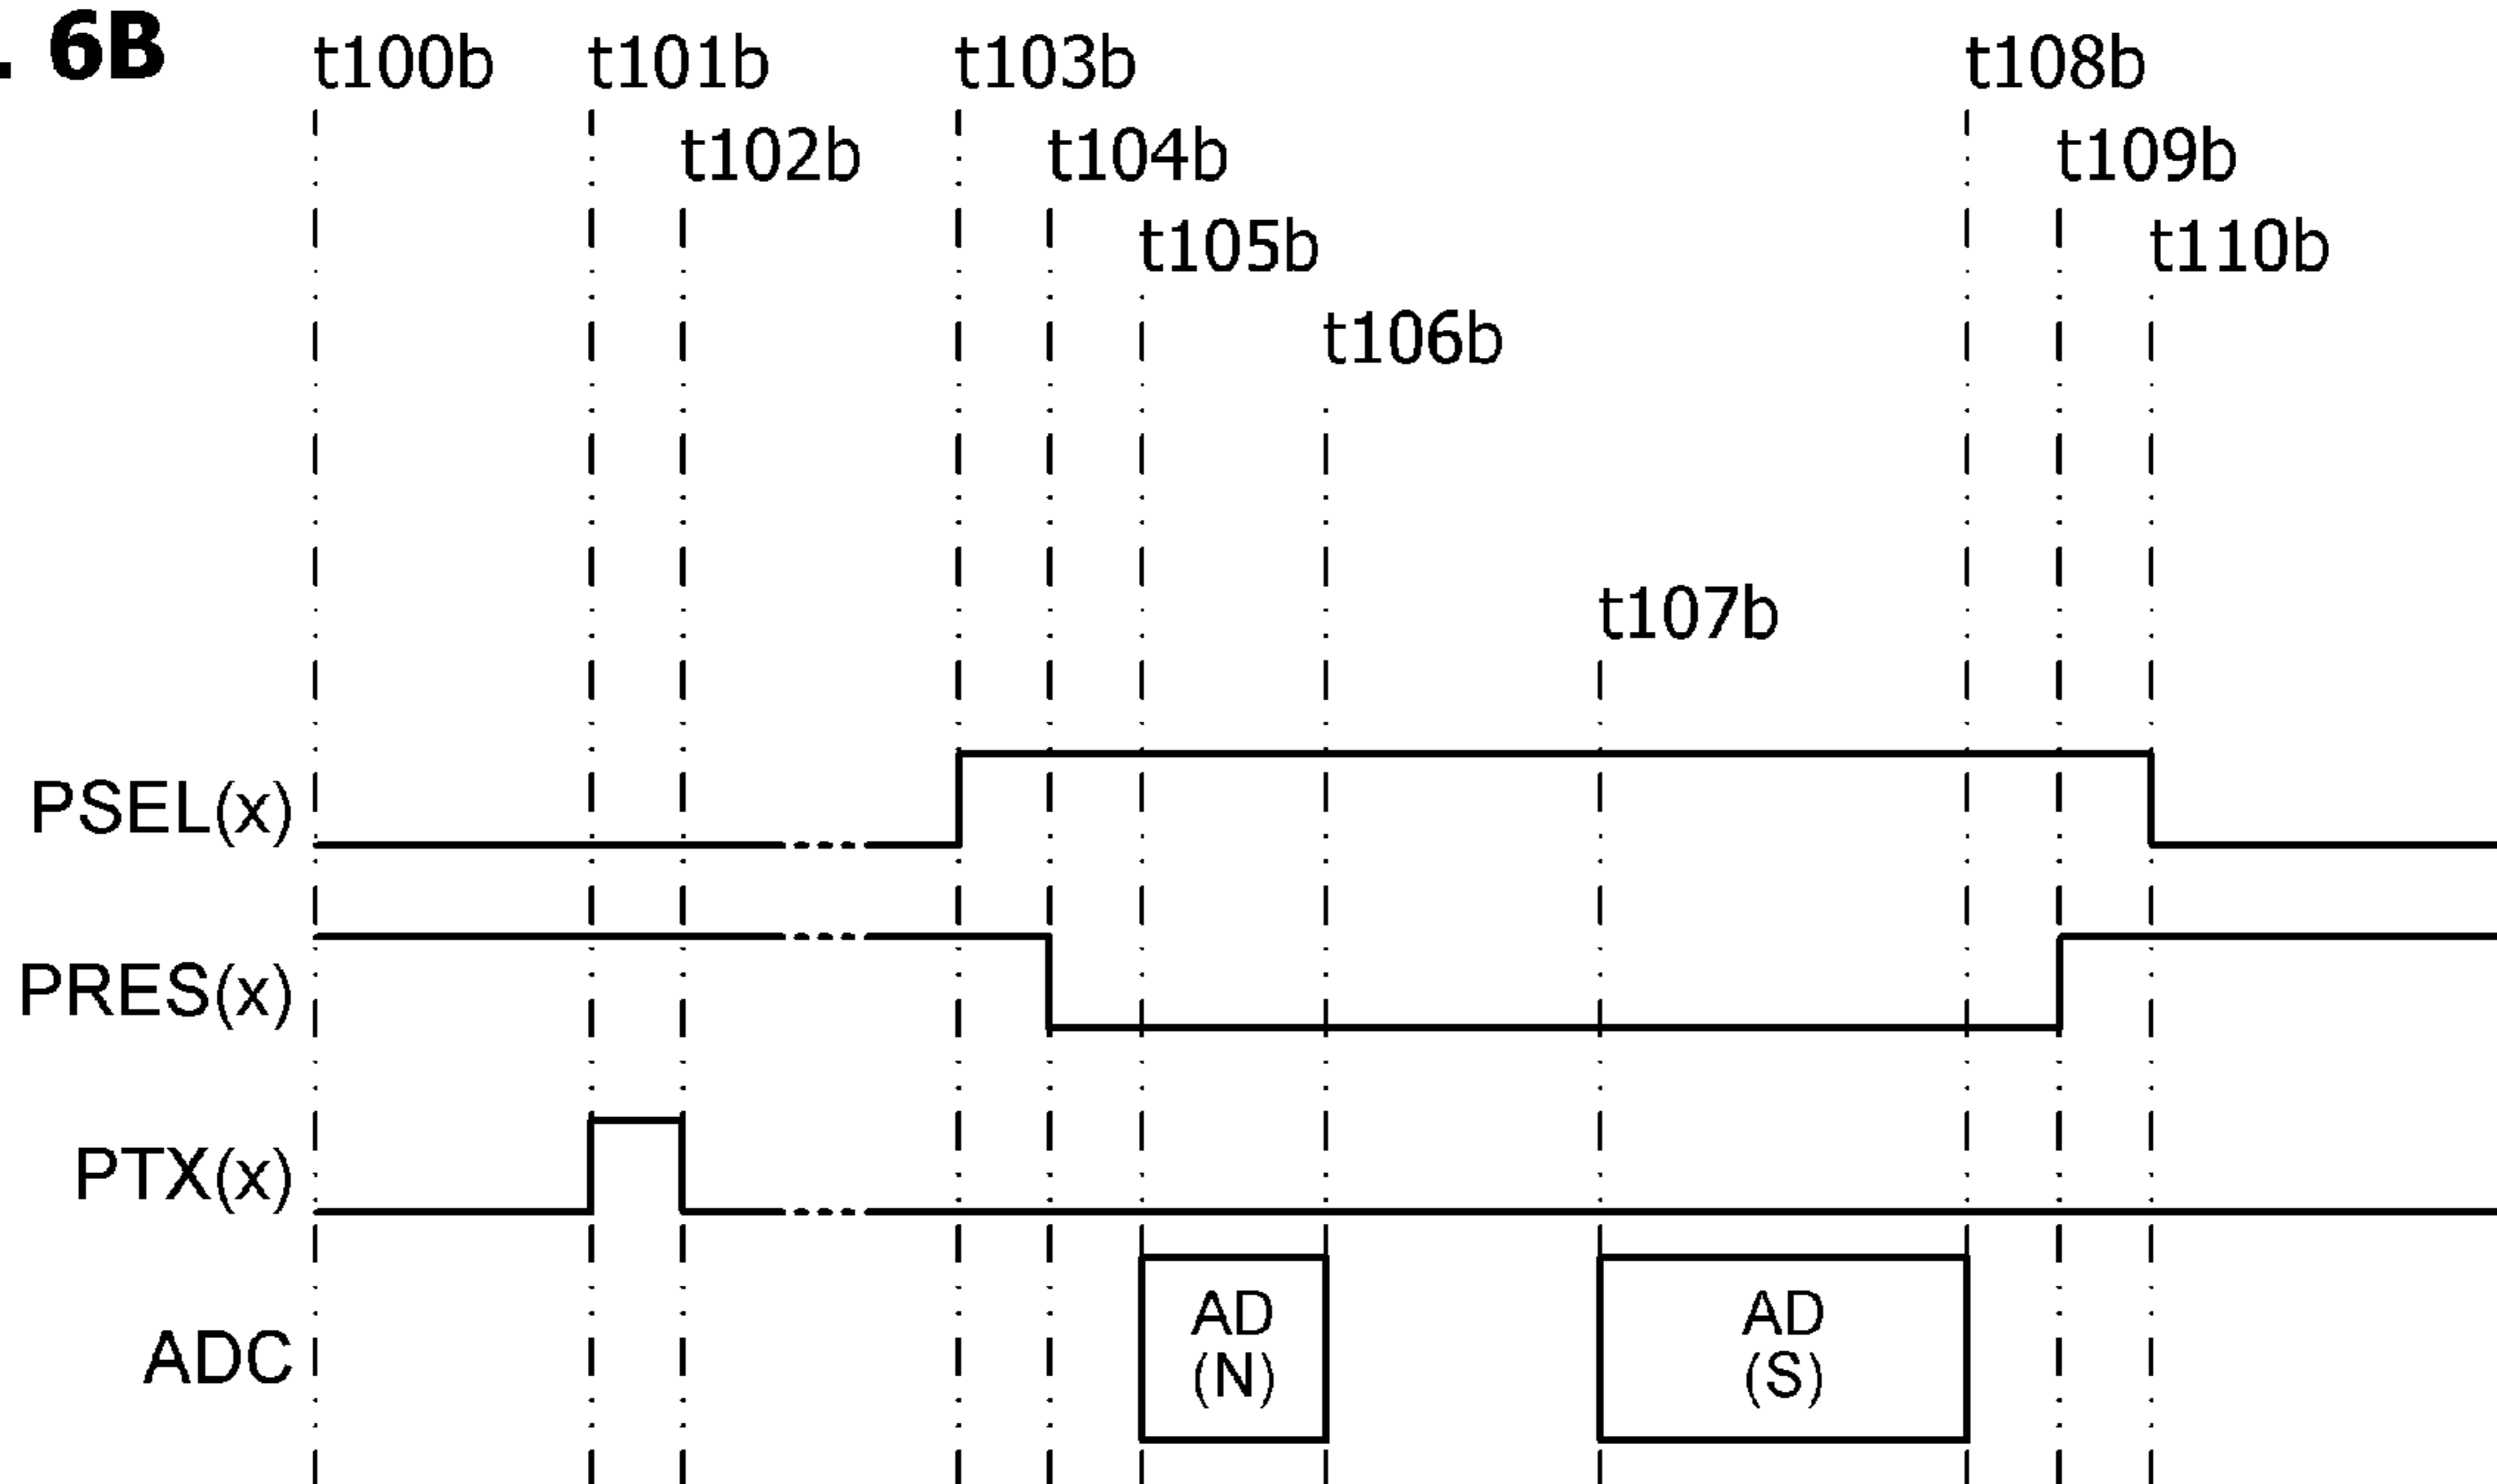 . 6B
t100b t101b t103b t108b
t102b t104b t109b
t105b t110b
t106b
t107b
PSEL(x)
PRES(x)
PTX(x)
ADC
AD (N)
AD (S)